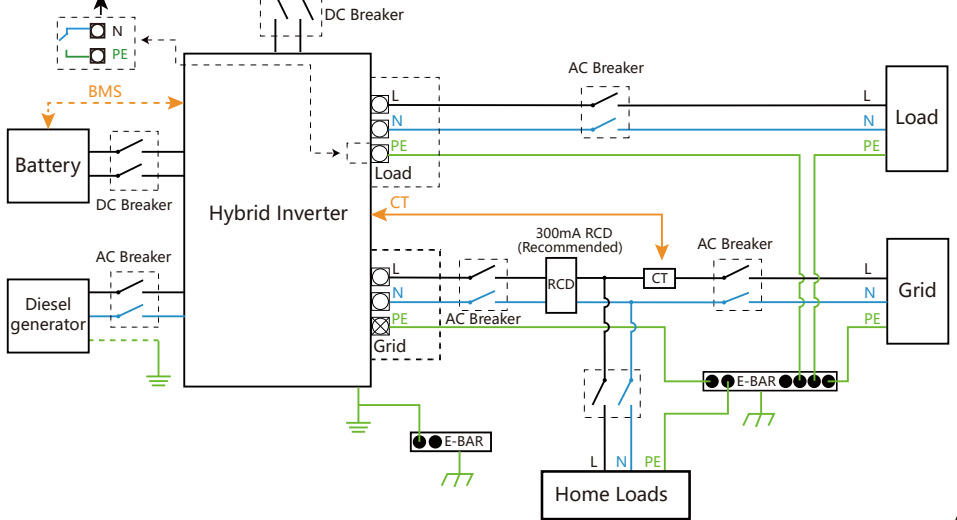 DC Breaker
N
PE
BMS
AC Breaker
L
L
N
N
PE
PE
Load
Load
Battery
DC Breaker
Hybrid Inverter
CT
300mA RCD
(Recommended)
AC Breaker
AC Breaker
L
RCD
CT
L
N
N
Grid
Diesel
generator
PE
AC Breaker
PE
Grid
E-BAR
E-BAR
L
N
PE
Home Loads